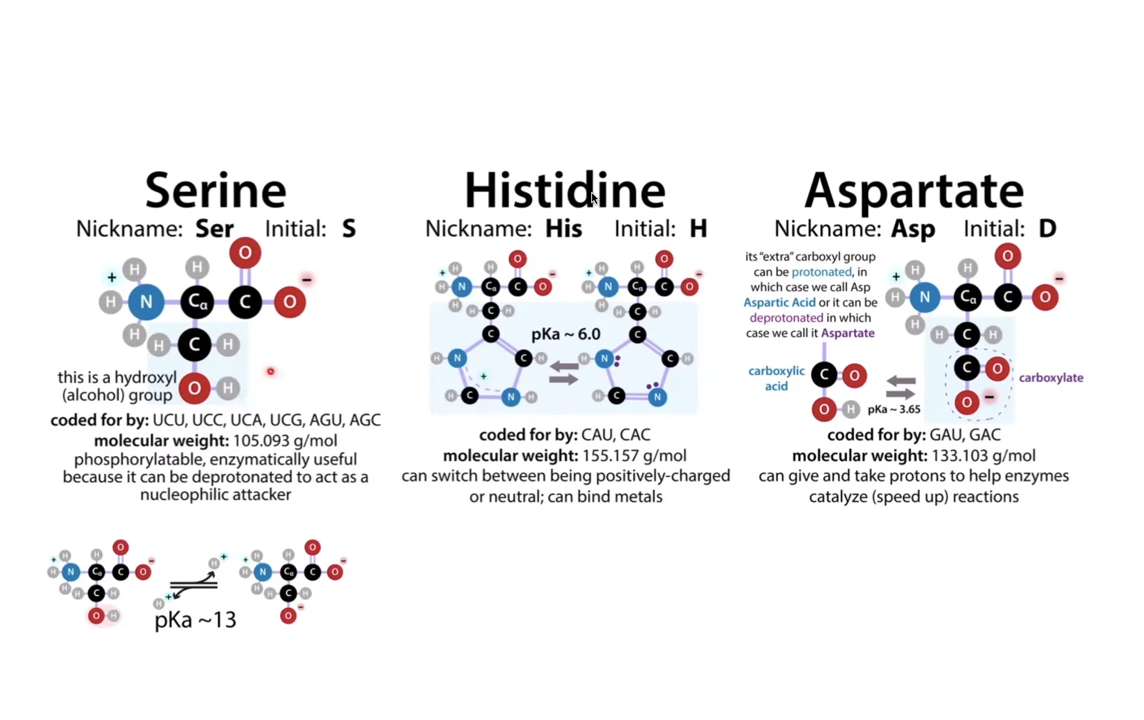 Serine
Nickname: Ser Initial: S
H H O
+ −
H N Cα C O
H H C H
this is a hydroxyl
(alcohol) group
O H
coded for by: UCU, UCC, UCA, UCG, AGU, AGC
molecular weight: 105.093 g/mol
phosphorylatable, enzymatically useful
because it can be deprotonated to act as a
nucleophilic attacker
H H O
+ −
H N Cα C O
H H C H
O H
H +
H +
pKa ~13
H H O
+ −
H N Cα C O
H H C H
O −
Histidine
Nickname: His Initial: H
H H O
+ −
H N Cα C O
H H C H
C
H N C H
+
H C N H
pKa ~ 6.0
H H O
+ −
H N Cα C O
H H C H
C
N C H
H C N
coded for by: CAU, CAC
molecular weight: 155.157 g/mol
can switch between being positively-charged
or neutral; can bind metals
Aspartate
Nickname: Asp Initial: D
its "extra" carboxyl group
can be protonated, in
which case we call Asp
Aspartic Acid or it can be
deprotonated in which
case we call it Aspartate
carboxylic
acid
C O
O H
pKa ~ 3.65
H H O
+ −
H N Cα C O
H H C H
C O
O −
carboxylate
coded for by: GAU, GAC
molecular weight: 133.103 g/mol
can give and take protons to help enzymes
catalyze (speed up) reactions